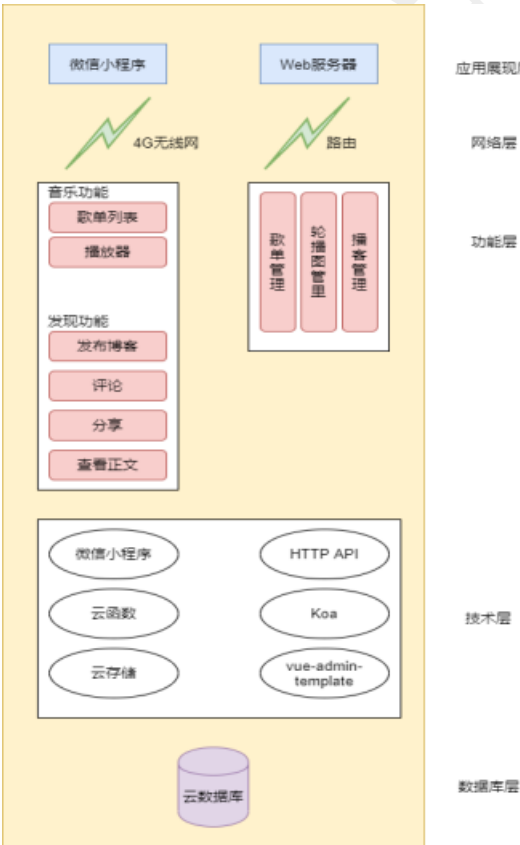 微信小程序
Web服务器
应用展现
4G无线网
路由
网络层
音乐功能
歌单列表
播放器
发现功能
发布博客
评论
分享
查看正文
歌单管理
轮播图管里
播客管理
功能层
微信小程序
HTTP API
云函数
Koa
云存储
vue-admin-
template
技术层
云数据库
数据库层